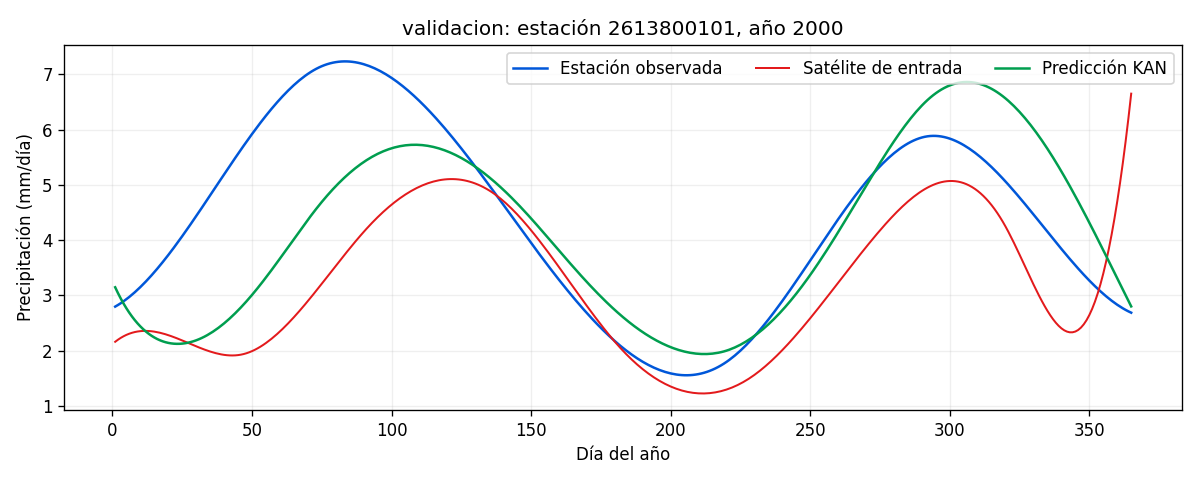 validacion: estación 2613800101, año 2000
Estación observada Satélite de entrada Predicción KAN
Precipitación (mm/día)
7
6
5
4
3
2
1
0 50 100 150 200 250 300 350
Día del año